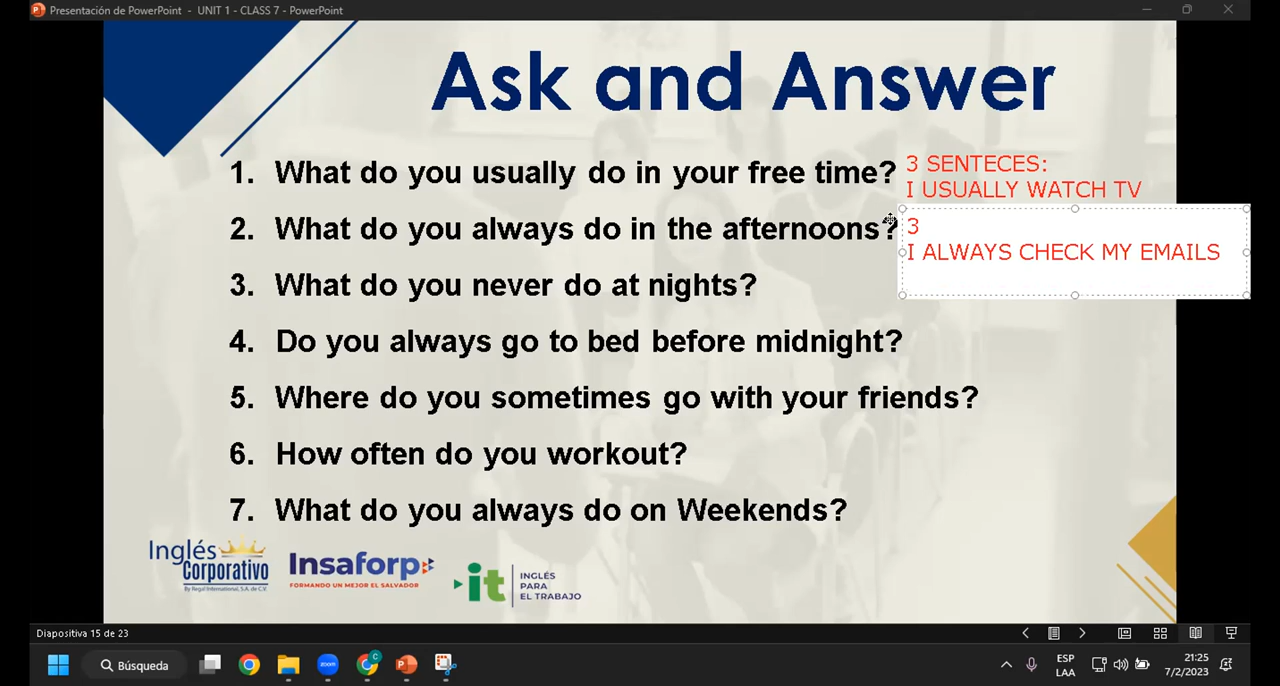 Presentación de PowerPoint - UNIT 1 - CLASS 7 - PowerPoint
Ask and Answer
1. What do you usually do in your free time?
3 SENTECES:
I USUALLY WATCH TV
2. What do you always do in the afternoons?
3
I ALWAYS CHECK MY EMAILS
3. What do you never do at nights?
4. Do you always go to bed before midnight?
5. Where do you sometimes go with your friends?
6. How often do you workout?
7. What do you always do on Weekends?
Inglés
Corporativo
By Regal International, S.A. de C.V.
Insaforp
FORMANDO UN MEJOR EL SALVADOR
it
INGLÉS
PARA
EL TRABAJO
Diapositiva 15 de 23
Búsqueda
zoom
C
P
ESP
LAA
21:25
7/2/2023